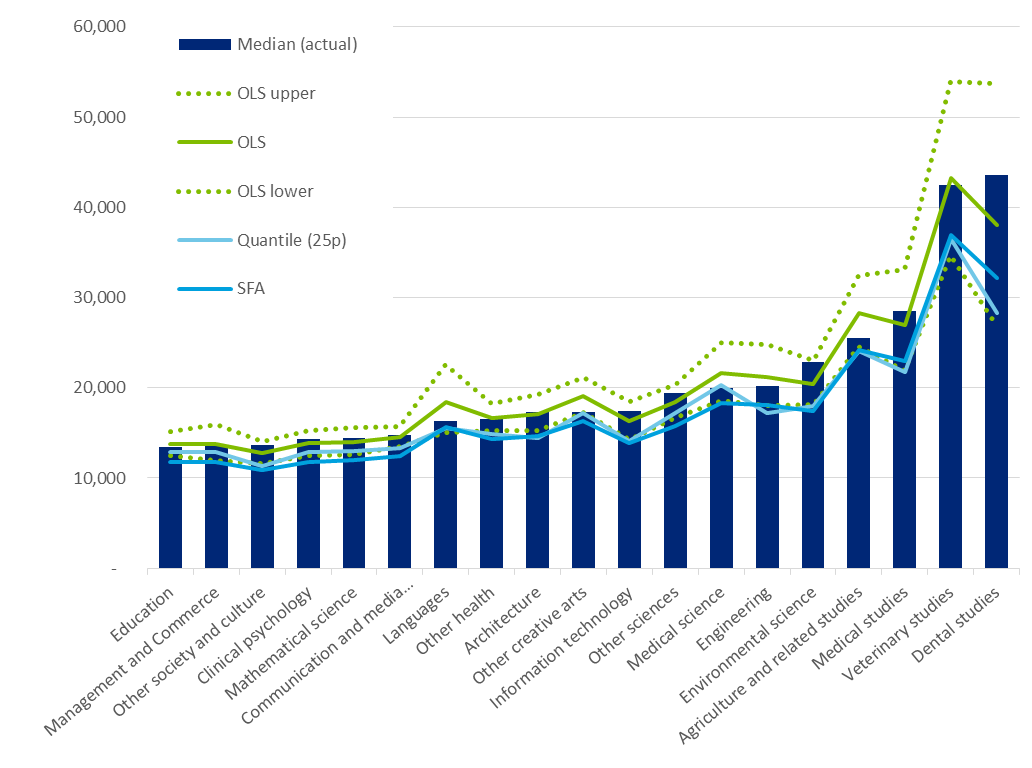 60,000
50,000
40,000
30,000
20,000
10,000
-
Median (actual)
OLS upper
OLS
OLS lower
Quantile (25p)
SFA
Education
Management and Commerce
Other society and culture
Clinical psychology
Mathematical science
Communication and media...
Languages
Other health
Architecture
Other creative arts
Information technology
Other sciences
Medical science
Engineering
Environmental science
Agriculture and related studies
Medical studies
Veterinary studies
Dental studies